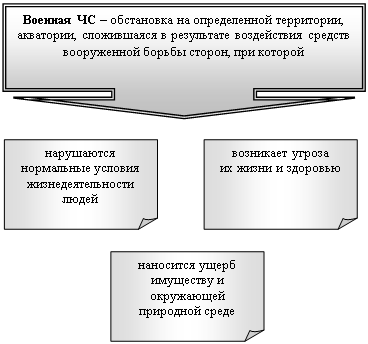 Военная ЧС – обстановка на определенной территории,
акватории, сложившаяся в результате воздействия средств
вооруженной борьбы сторон, при которой
нарушаются
нормальные условия
жизнедеятельности
людей
возникает угроза
их жизни и здоровью
наносится ущерб
имуществу и
окружающей
природной среде